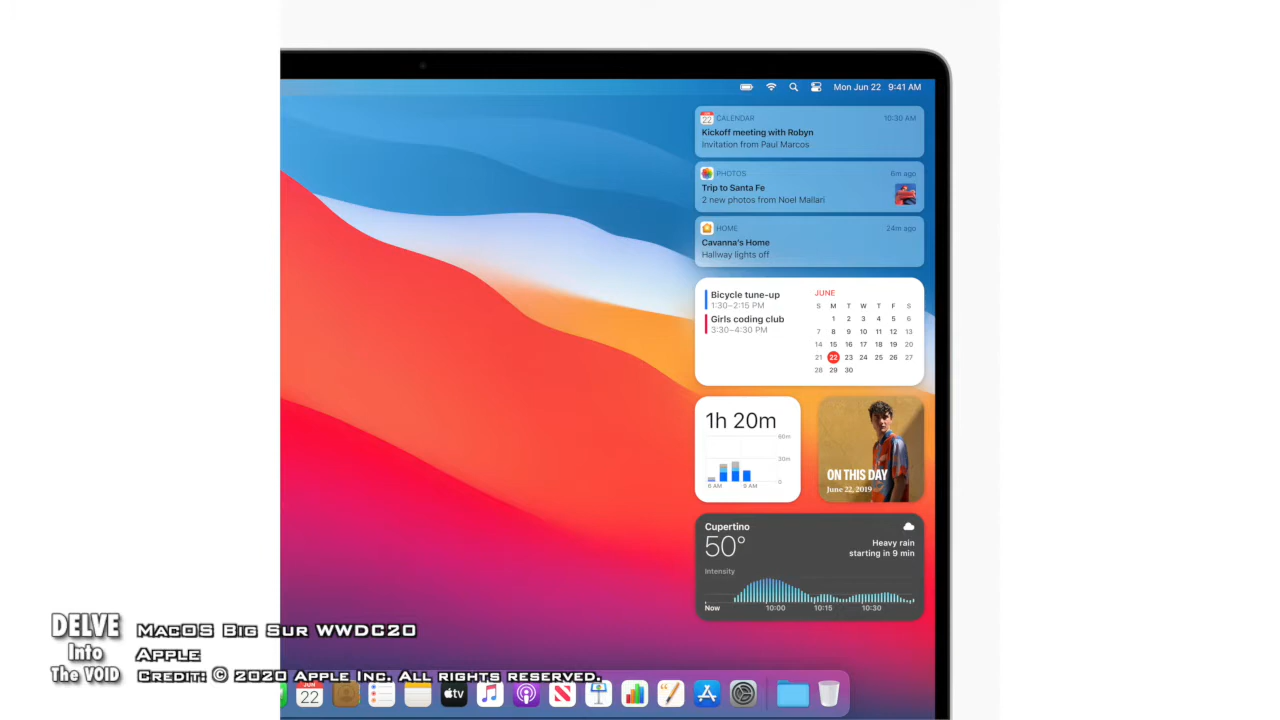 Mon Jun 22 9:41 AM
CALENDAR 10:30 AM
Kickoff meeting with Robyn
Invitation from Paul Marcos
PHOTOS 6m ago
Trip to Santa Fe
2 new photos from Noel Mallari
HOME 24m ago
Cavanna's Home
Hallway lights off
Bicycle tune-up
1:30–2:15 PM
Girls coding club
3:30–4:30 PM
JUNE
S M T W T F S
1 2 3 4 5 6
7 8 9 10 11 12 13
14 15 16 17 18 19 20
21 22 23 24 25 26 27
28 29 30
1h 20m
60m
30m
0
6 AM 9 AM
ON THIS DAY
June 22, 2019
Cupertino
50°
Heavy rain
starting in 9 min
Intensity
Now 10:00 10:15 10:30
DELVE
Into
The VOID
MacOS Big Sur WWDC20
Apple
Credit: © 2020 Apple Inc. All rights reserved.
JUN
22
tv